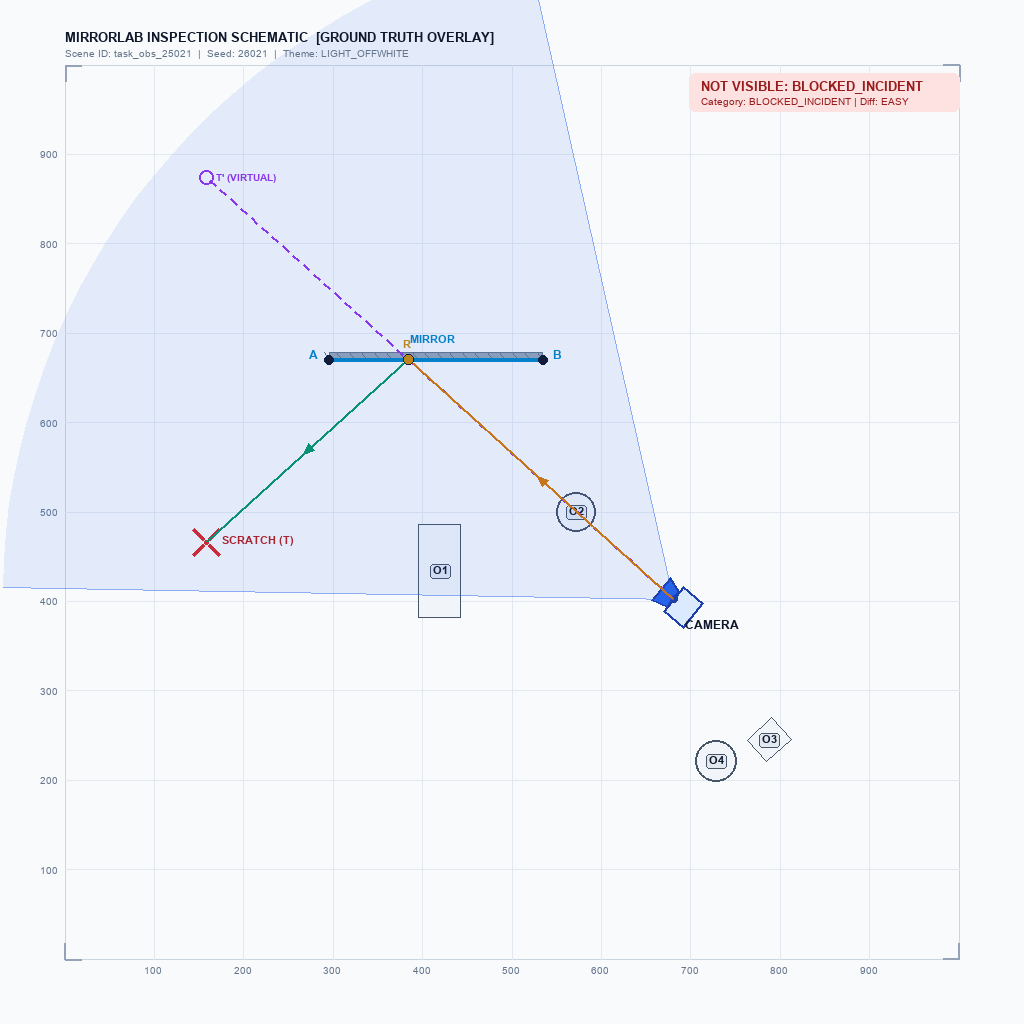 MIRRORLAB INSPECTION SCHEMATIC [GROUND TRUTH OVERLAY]
Scene ID: task_obs_25021 | Seed: 26021 | Theme: LIGHT_OFFWHITE
NOT VISIBLE: BLOCKED_INCIDENT
Category: BLOCKED_INCIDENT | Diff: EASY
900
T' (VIRTUAL)
800
700
R
MIRROR
A
B
600
500
O2
SCRATCH (T)
O1
400
CAMERA
300
O3
O4
200
100
100 200 300 400 500 600 700 800 900